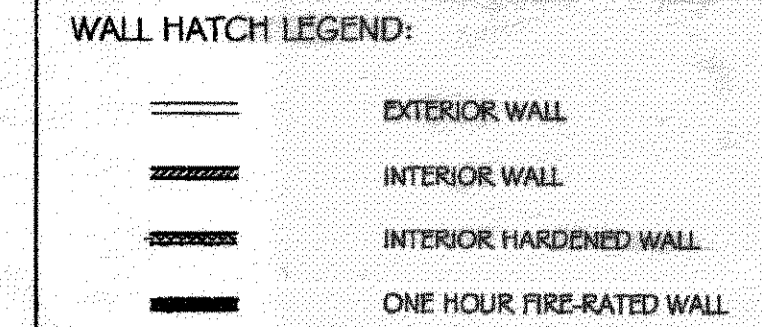 WALL HATCH LEGEND:
EXTERIOR WALL
INTERIOR WALL
INTERIOR HARDENED WALL
ONE HOUR FIRE-RATED WALL